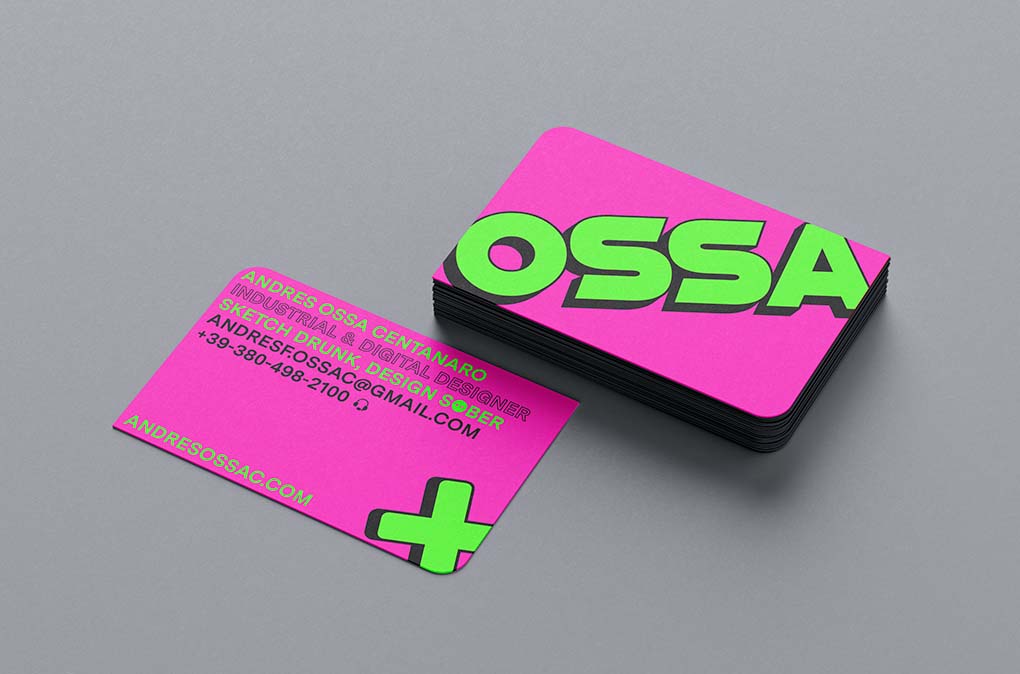 OSSA
ANDRES OSSA CENTANARO
INDUSTRIAL & DIGITAL DESIGNER
SKETCH DRUNK, DESIGN SOBER
ANDRESF.OSSAC@GMAIL.COM
+39-380-498-2100
ANDRESOSSAC.COM